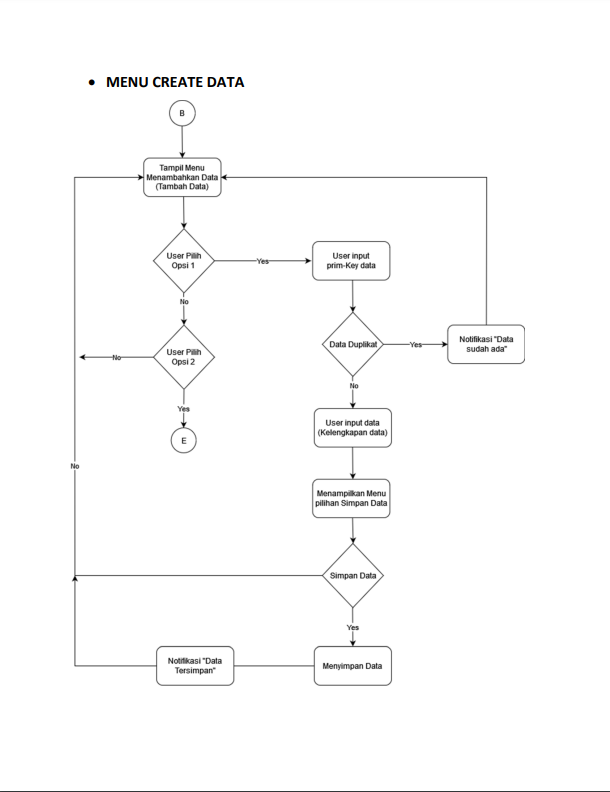 • MENU CREATE DATA
B
Tampil Menu
Menambahkan Data
(Tambah Data)
User Pilih
Opsi 1
Yes
User input
prim-Key data
No
User Pilih
Opsi 2
No
Yes
E
Data Duplikat
Yes
Notifikasi "Data
sudah ada"
No
User input data
(Kelengkapan data)
No
Menampilkan Menu
pilihan Simpan Data
Simpan Data
Yes
Notifikasi "Data
Tersimpan"
Menyimpan Data